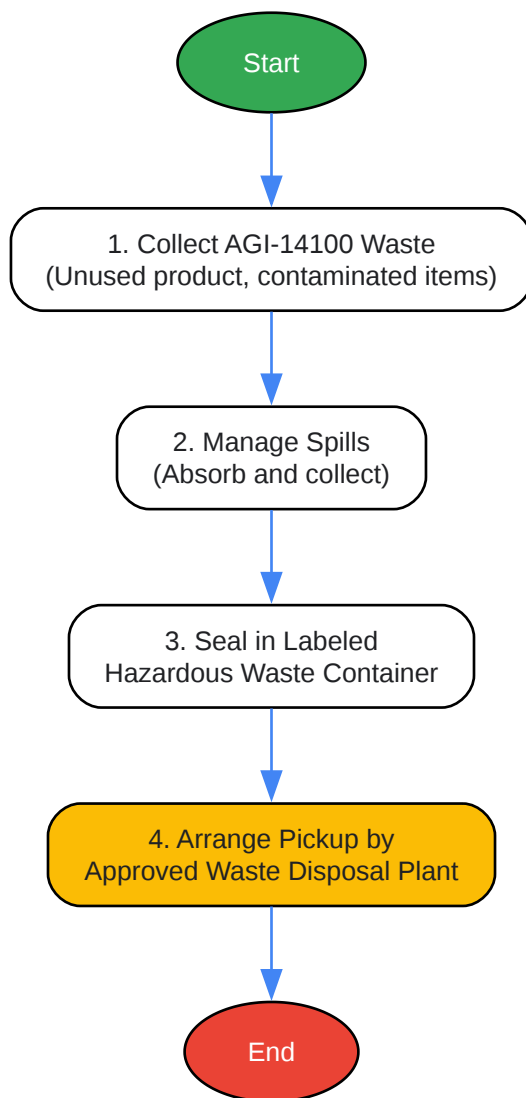 Start
1. Collect AGI-14100 Waste
(Unused product, contaminated items)
2. Manage Spills
(Absorb and collect)
3. Seal in Labeled
Hazardous Waste Container
4. Arrange Pickup by
Approved Waste Disposal Plant
End